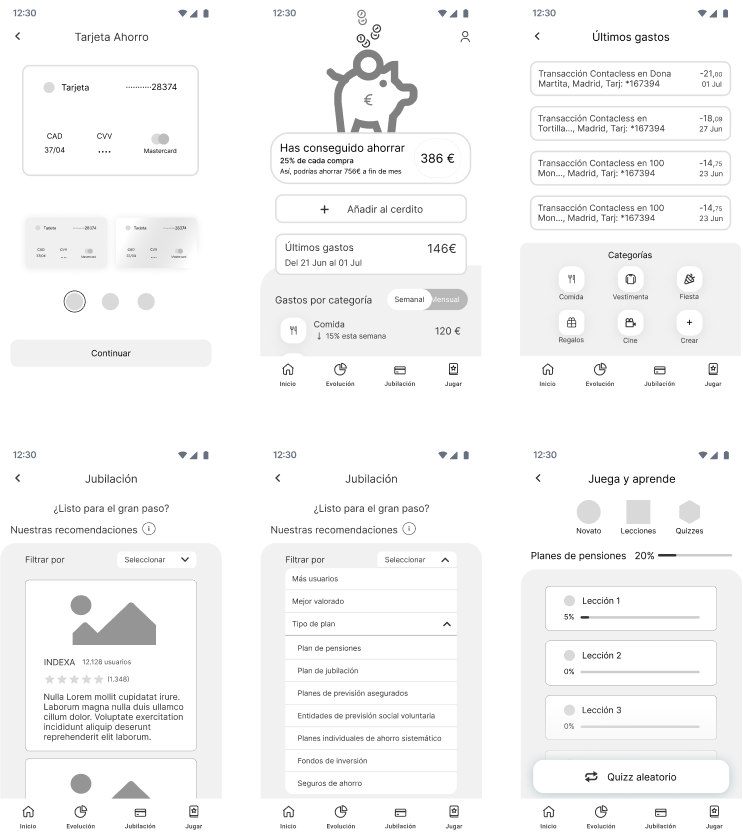 12:30
Tarjeta Ahorro
Tarjeta
············28374
CAD
CVV
37/04
····
Mastercard
Tarjeta
············28374
CAD
CVV
37/04
····
Mastercard
Tarjeta
············28374
CAD
CVV
····
Mastercard
Continuar
12:30
€
Has conseguido ahorrar
25% de cada compra
Así, podrías ahorrar 756€ a fin de mes
386 €
+ Añadir al cerdito
Últimos gastos
146€
Del 21 Jun al 01 Jul
Gastos por categoría
Semanal
Mensual
Comida
↓ 15% esta semana
120 €
Inicio
Evolución
Jubilación
Jugar
12:30
Últimos gastos
Transacción Contacless en Dona
Martita, Madrid, Tarj: *167394
-21,00
01 Jul
Transacción Contacless en
Tortilla..., Madrid, Tarj: *167394
-18,09
27 Jun
Transacción Contacless en 100
Mon..., Madrid, Tarj: *167394
-14,75
23 Jun
Transacción Contacless en 100
Mon..., Madrid, Tarj: *167394
-14,75
23 Jun
Categorías
Comida
Vestimenta
Fiesta
Regalos
Cine
+
Crear
Inicio
Evolución
Jubilación
Jugar
12:30
Jubilación
¿Listo para el gran paso?
Nuestras recomendaciones
i
Filtrar por
Seleccionar
INDEXA 12.128 usuarios
(1.348)
Nulla Lorem mollit cupidatat irure.
Laborum magna nulla duis ullamco
cillum dolor. Voluptate exercitation
incididunt aliquip deserunt
reprehenderit elit laborum.
Inicio
Evolución
Jubilación
Jugar
12:30
Jubilación
¿Listo para el gran paso?
Nuestras recomendaciones
i
Filtrar por
Seleccionar
Más usuarios
Mejor valorado
Tipo de plan
Plan de pensiones
Plan de jubilación
Planes de previsión asegurados
Entidades de previsión social voluntaria
Planes individuales de ahorro sistemático
Fondos de inversión
Seguros de ahorro
Inicio
Evolución
Jubilación
Jugar
12:30
Juega y aprende
Novato
Lecciones
Quizzes
Planes de pensiones 20%
Lección 1
5%
Lección 2
0%
Lección 3
0%
Quizz aleatorio
Inicio
Evolución
Jubilación
Jugar